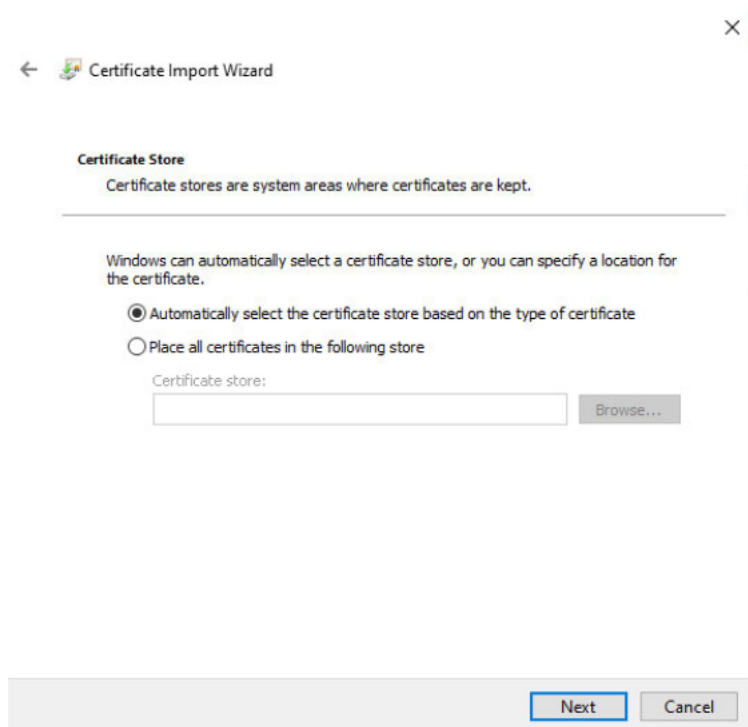 Certificate Import Wizard
Certificate Store
Certificate stores are system areas where certificates are kept.
Windows can automatically select a certificate store, or you can specify a location for
the certificate.
Automatically select the certificate store based on the type of certificate
Place all certificates in the following store
Certificate store:
Browse...
Next
Cancel